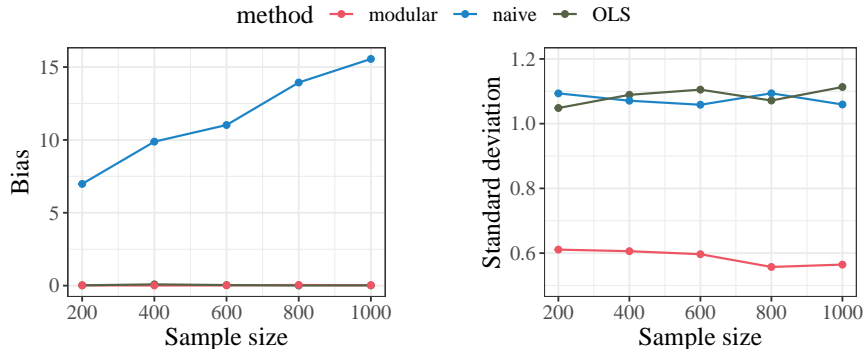 method modular naive OLS
Bias
15
10
5
0
200 400 600 800 1000
Sample size
Standard deviation
1.2
1.0
0.8
0.6
200 400 600 800 1000
Sample size